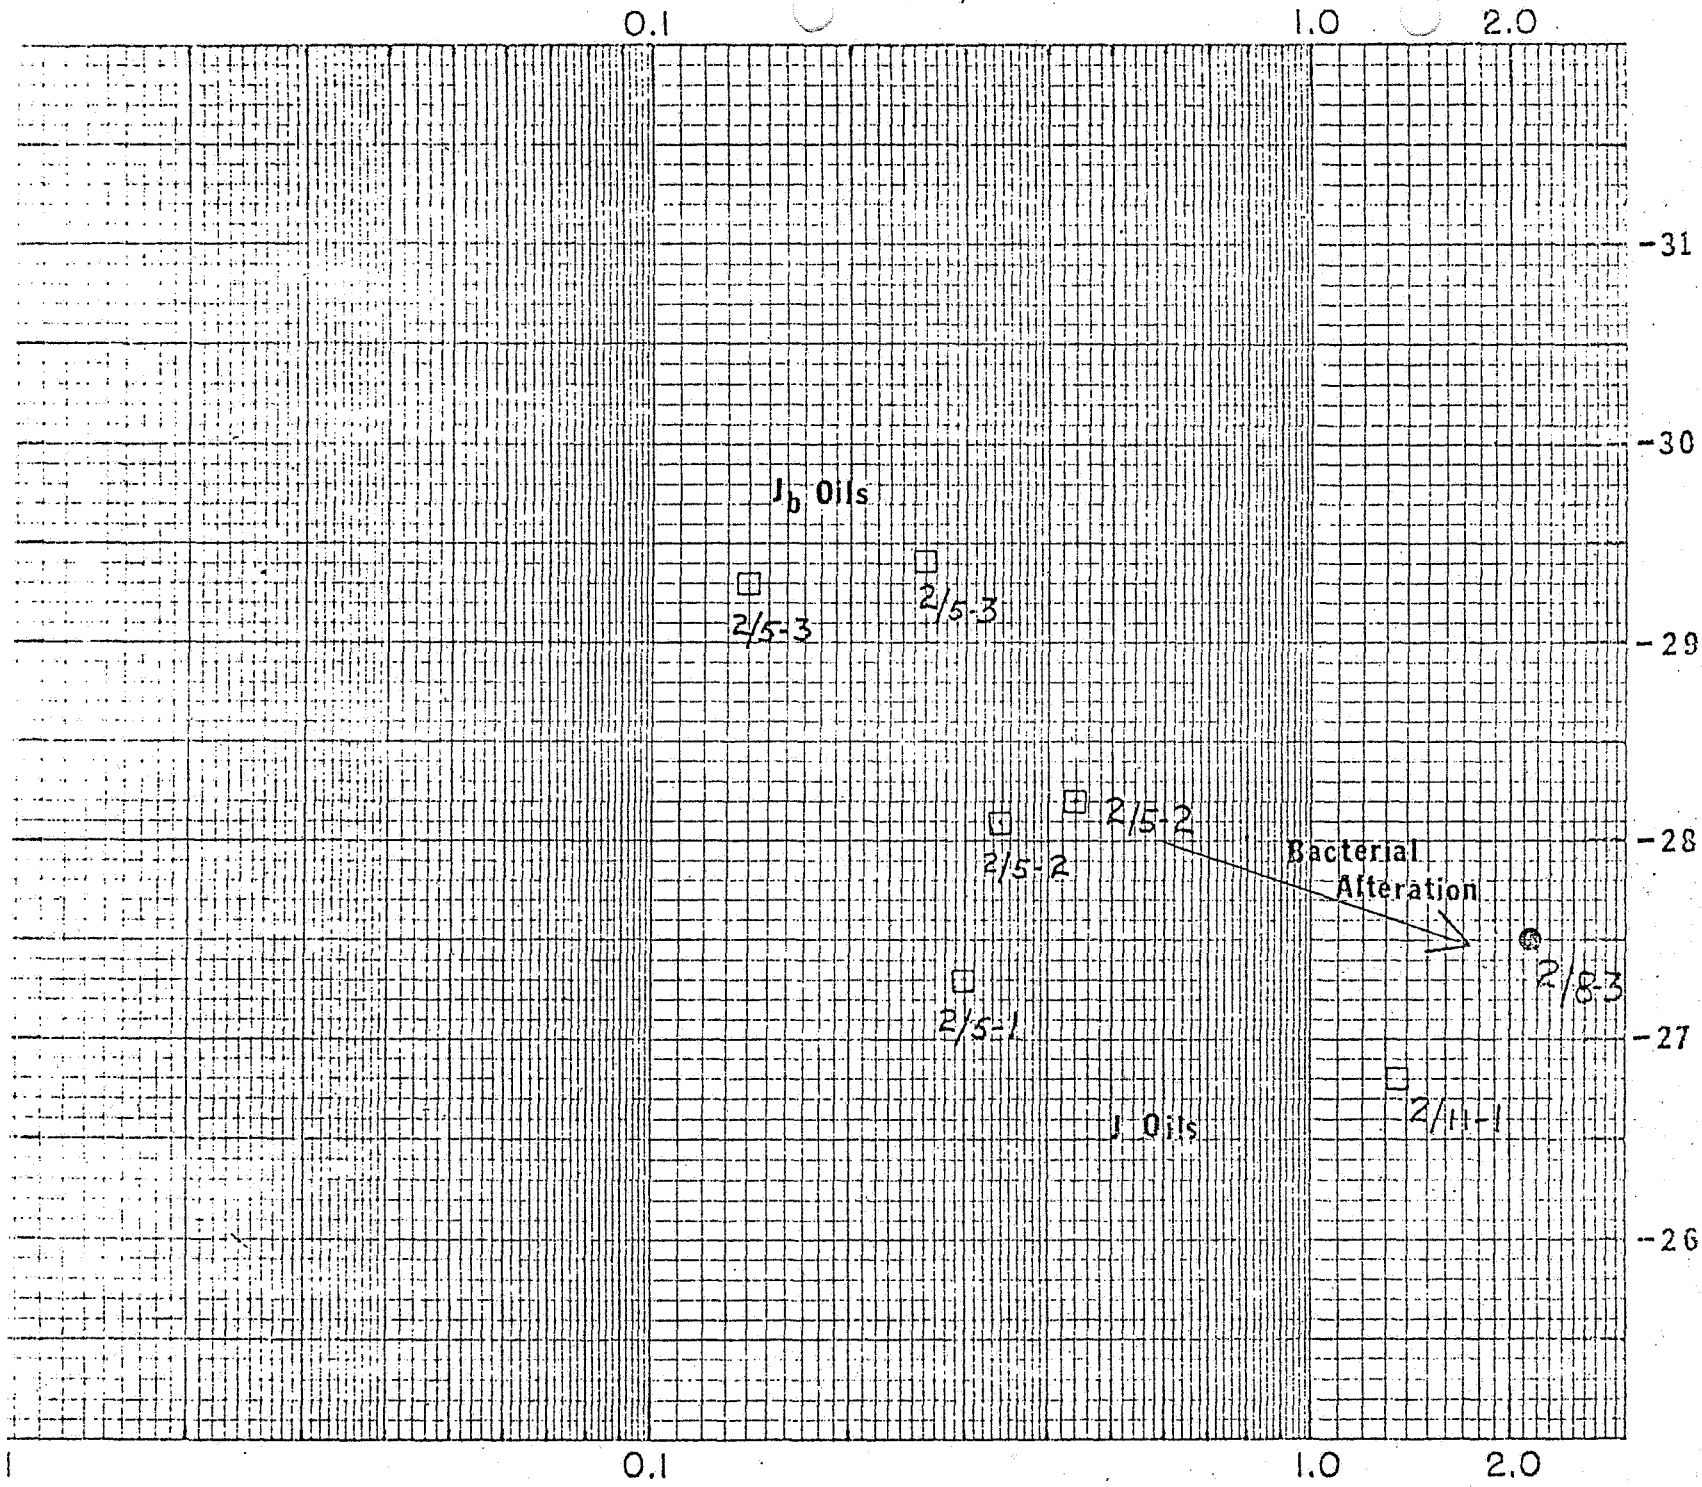 0.1 1.0 2.0
-31
-30
J_b Oils
2/5-3
2/5-3
-29
2/5-2
2/5-2
-28
Bacterial
Alteration
2/8-3
2/5-1
-27
2/11-1
J Oils
-26
0.1 1.0 2.0